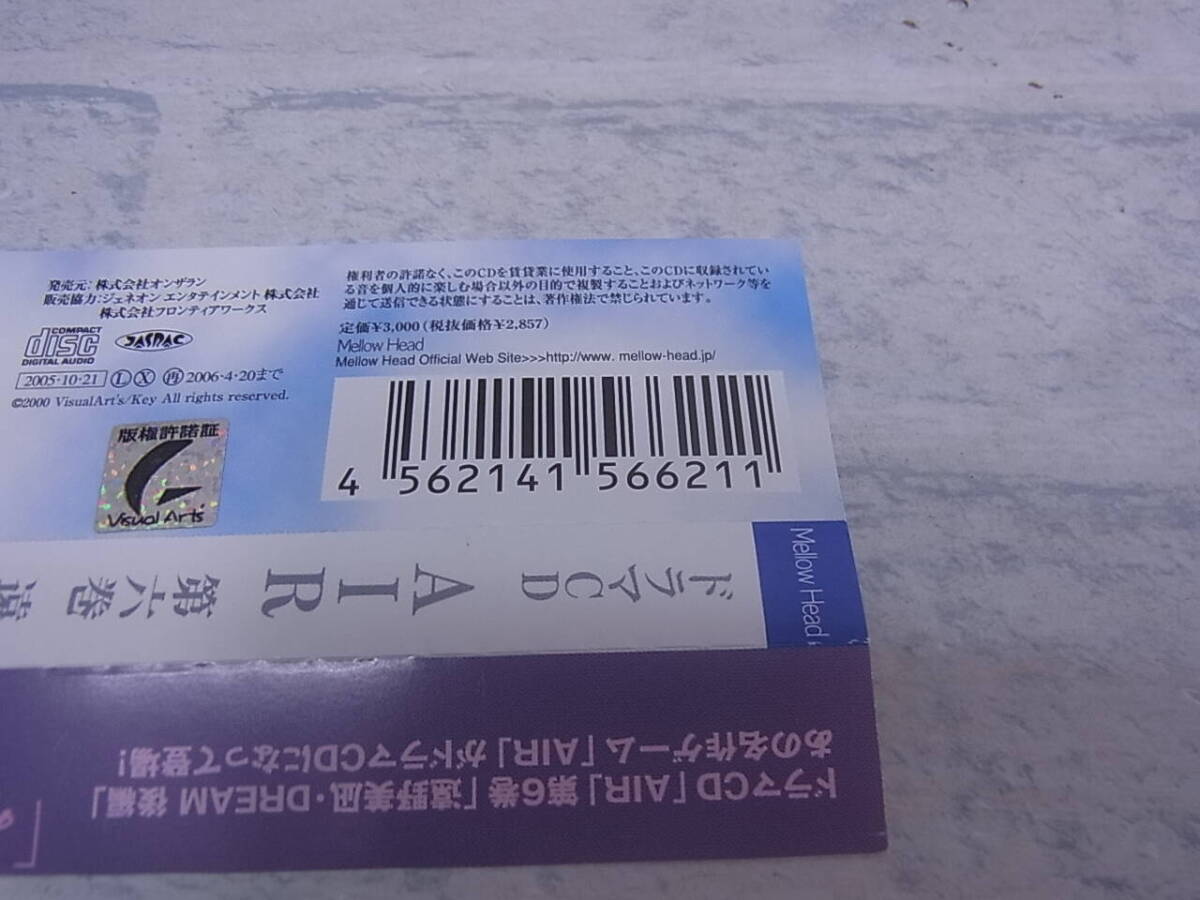 発売元：株式会社オンザラン
販売協力：ジェネオン エンタテインメント 株式会社
株式会社フロンティアワークス
COMPACT
disc
DIGITAL AUDIO
JASRAC
2005・10・21 Ⓛ Ⓧ ㊢ 2006・4・20まで
©2000 VisualArt's/Key All rights reserved.
版権許諾証
Visual Arts
権利者の許諾なく、このCDを賃貸業に使用すること、このCDに収録されてい
る音を個人的に楽しむ場合以外の目的で複製することおよびネットワーク等を
通じて送信できる状態にすることは、著作権法で禁じられています。
定価¥3,000（税抜価格¥2,857）
Mellow Head
Mellow Head Official Web Site>>>http://www. mellow-head.jp/
4 562141 566211
Mellow Head
ドラマCD AIR 第六巻 遠
ドラマCD「AIR」第6巻「遠野美凪・DREAM 後編」
あの名作ゲーム「AIR」がドラマCDになって登場！